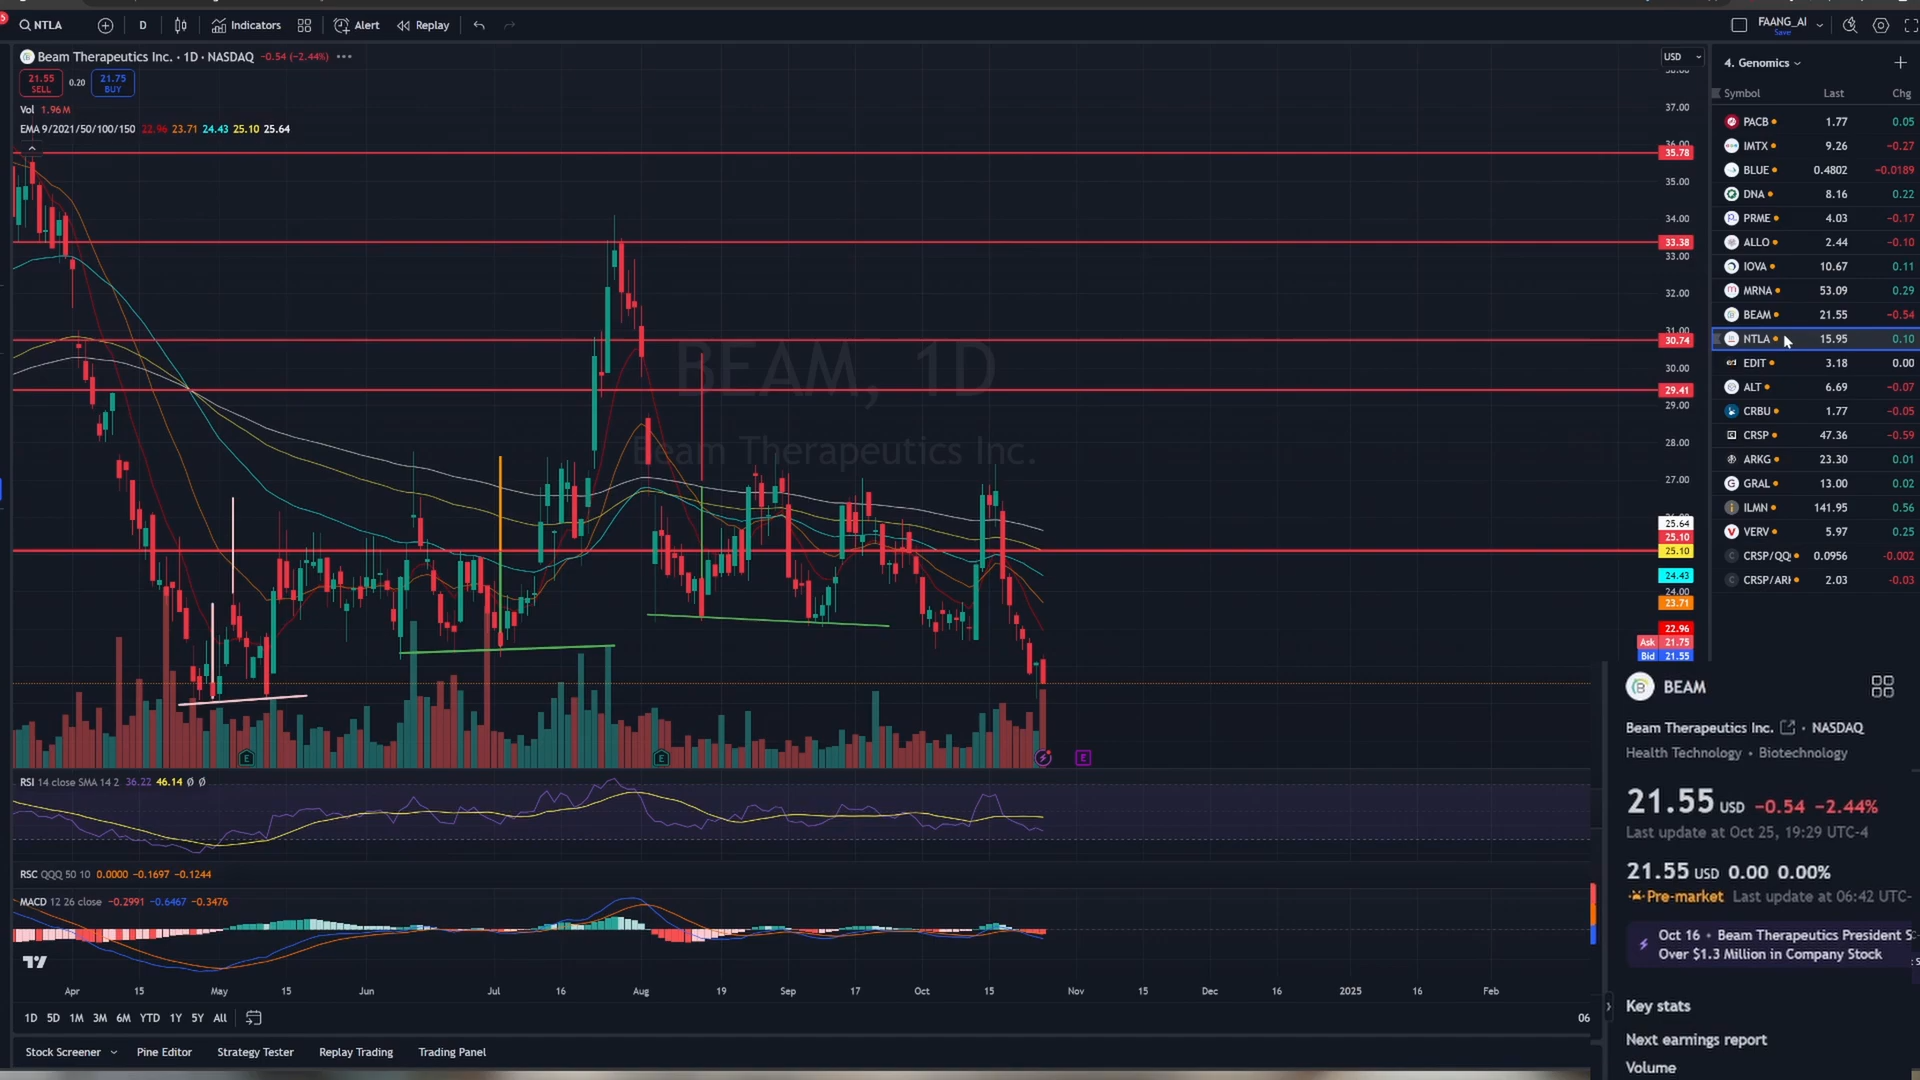 NTLA
D
Indicators
Alert
Replay
FAANG_AI
Save
Beam Therapeutics Inc. · 1D · NASDAQ −0.54 (−2.44%)
21.55
SELL
0.20
21.75
BUY
Vol 1.96 M
EMA 9/2021/50/100/150 22.96 23.71 24.43 25.10 25.64
BEAM, 1D
Beam Therapeutics Inc.
USD
38.00
37.00
36.00
35.78
35.00
34.00
33.38
33.00
32.00
31.00
30.74
30.00
29.41
29.00
28.00
27.00
25.64
25.10
25.10
24.43
24.00
23.71
22.96
Ask 21.75
Bid 21.55
4. Genomics
Symbol Last Chg
PACB 1.77 0.05
IMTX 9.26 −0.27
BLUE 0.4802 −0.0189
DNA 8.16 0.22
PRME 4.03 −0.17
ALLO 2.44 −0.10
IOVA 10.67 0.11
MRNA 53.09 0.29
BEAM 21.55 −0.54
NTLA 15.95 0.10
EDIT 3.18 0.00
ALT 6.69 −0.07
CRBU 1.77 −0.05
CRSP 47.36 −0.59
ARKG 23.30 0.01
GRAL 13.00 0.02
ILMN 141.95 0.56
VERV 5.97 0.25
CRSP/QQ 0.0956 −0.002
CRSP/ARI 2.03 −0.03
BEAM
Beam Therapeutics Inc. • NASDAQ
Health Technology • Biotechnology
21.55 USD −0.54 −2.44%
Last update at Oct 25, 19:29 UTC-4
21.55 USD 0.00 0.00%
Pre-market Last update at 06:42 UTC-
Oct 16 • Beam Therapeutics President S
Over $1.3 Million in Company Stock
Key stats
Next earnings report
Volume
E
E
E
RSI 14 close SMA 14 2 36.22 46.14 Ø Ø
RSC QQQ 50 10 0.0000 −0.1697 −0.1244
MACD 12 26 close −0.2991 −0.6467 −0.3476
Apr 15 May 15 Jun Jul 16 Aug 19 Sep 17 Oct 15 Nov 15 Dec 16 2025 16 Feb
1D 5D 1M 3M 6M YTD 1Y 5Y All
06
Stock Screener Pine Editor Strategy Tester Replay Trading Trading Panel